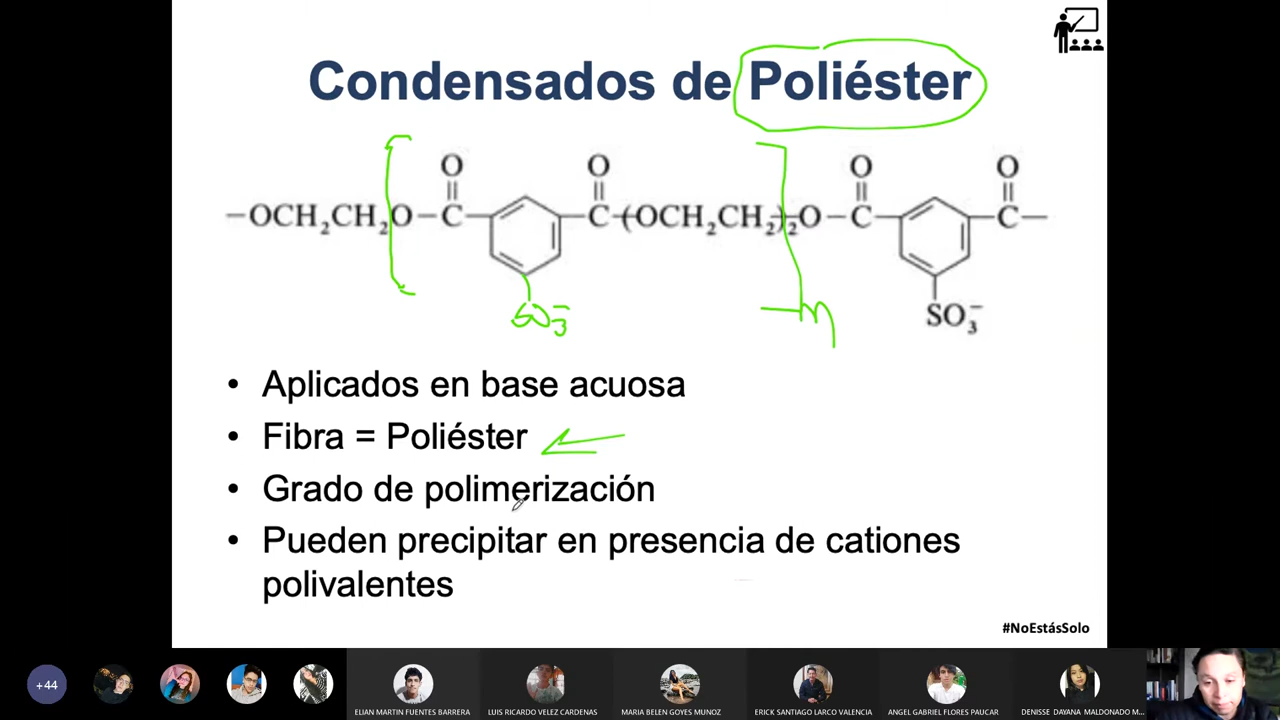 Condensados de Poliéster
O O O O
–OCH₂CH₂O–C C–(OCH₂CH₂)₂–O–C C–
SO₃⁻ n SO₃⁻
• Aplicados en base acuosa
• Fibra = Poliéster
• Grado de polimerización
• Pueden precipitar en presencia de cationes
polivalentes
#NoEstásSolo
+44
ELIAN MARTIN FUENTES BARRERA
LUIS RICARDO VELEZ CARDENAS
MARIA BELEN GOYES MUNOZ
ERICK SANTIAGO LARCO VALENCIA
ANGEL GABRIEL FLORES PAUCAR
DENISSE DAYANA MALDONADO M...